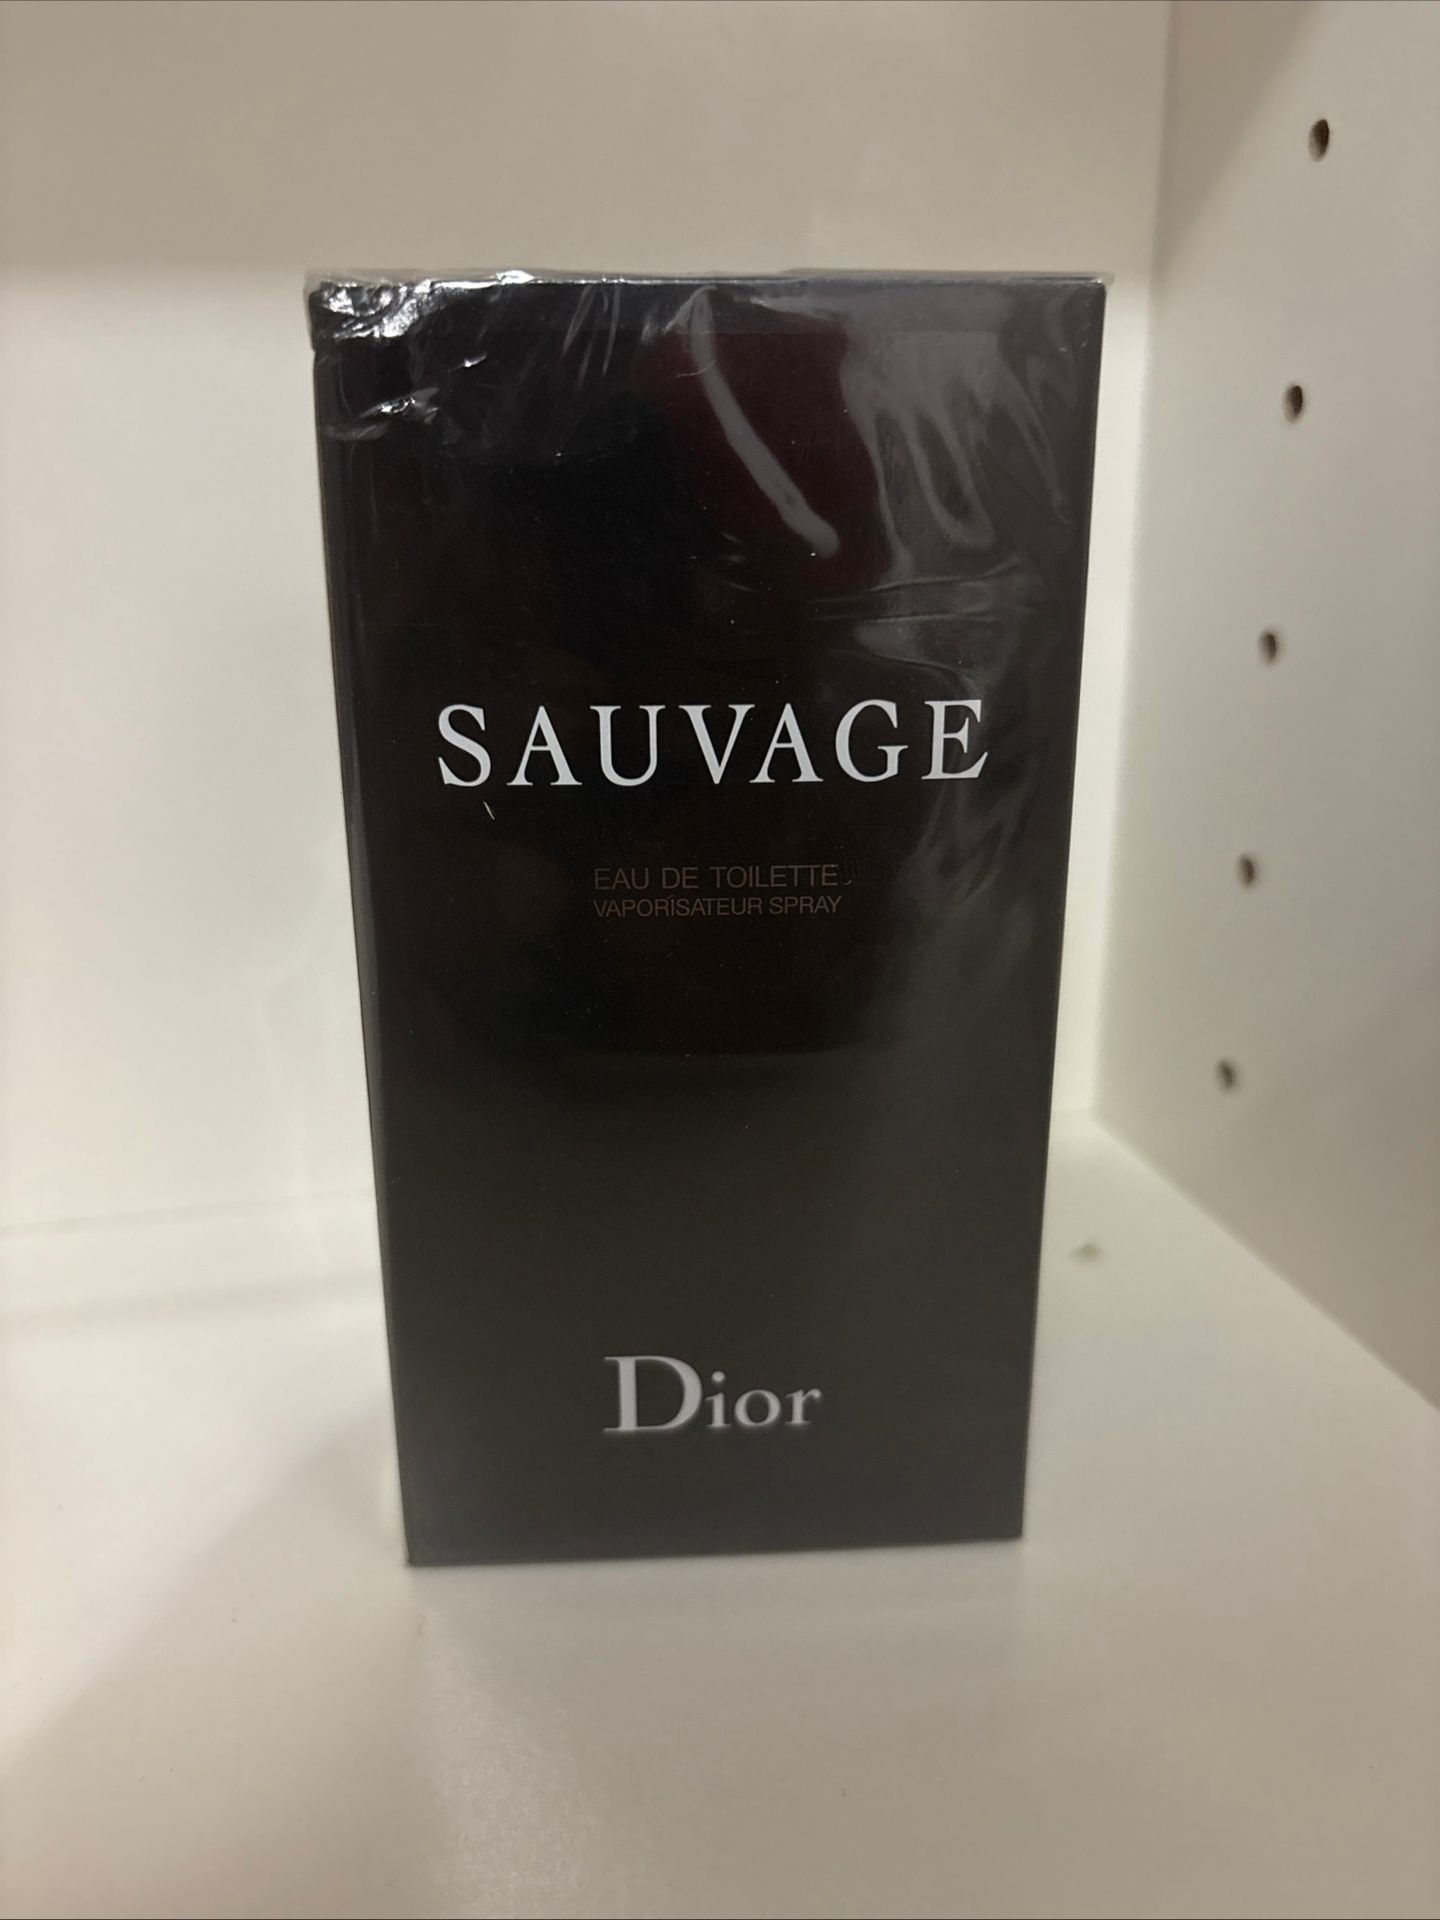 SAUVAGE
EAU DE TOILETTE
VAPORISATEUR SPRAY
Dior